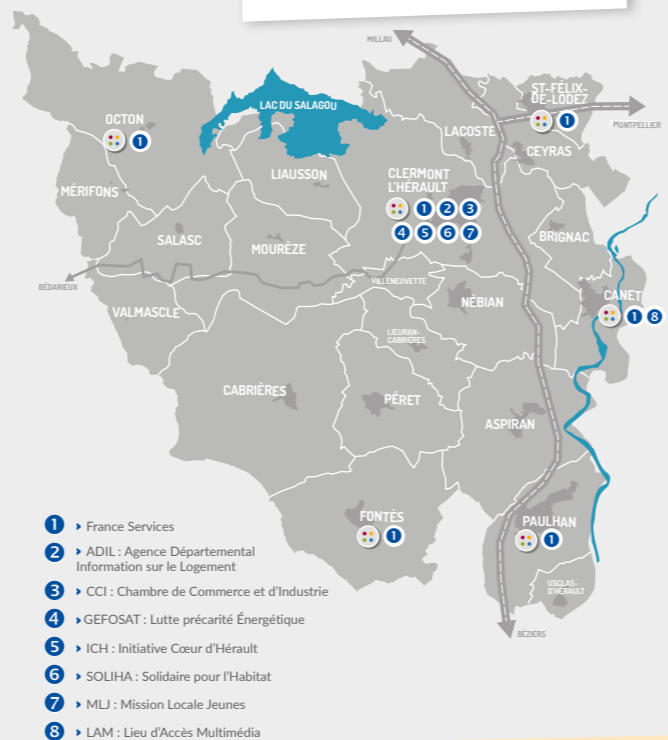 MILLAU
ST-FÉLIX-
DE-LODEZ
1
MONTPELLIER
LAC DU SALAGOU
OCTON
1
LACOSTE
CEYRAS
LIAUSSON
CLERMONT
L'HÉRAULT
1 2 3
4 5 6 7
MÉRIFONS
SALASC
MOURÈZE
BRIGNAC
BÉDARIEUX
VILLENEUVETTE
CANET
1 8
VALMASCLE
NÉBIAN
LIEURAN-
CABRIÈRES
CABRIÈRES
PÉRET
ASPIRAN
FONTÈS
1
PAULHAN
1
USCLAS-
D'HÉRAULT
BÉZIERS
1 › France Services
2 › ADIL : Agence Départemental
Information sur le Logement
3 › CCI : Chambre de Commerce et d'Industrie
4 › GEFOSAT : Lutte précarité Énergétique
5 › ICH : Initiative Cœur d'Hérault
6 › SOLIHA : Solidaire pour l'Habitat
7 › MLJ : Mission Locale Jeunes
8 › LAM : Lieu d'Accès Multimédia